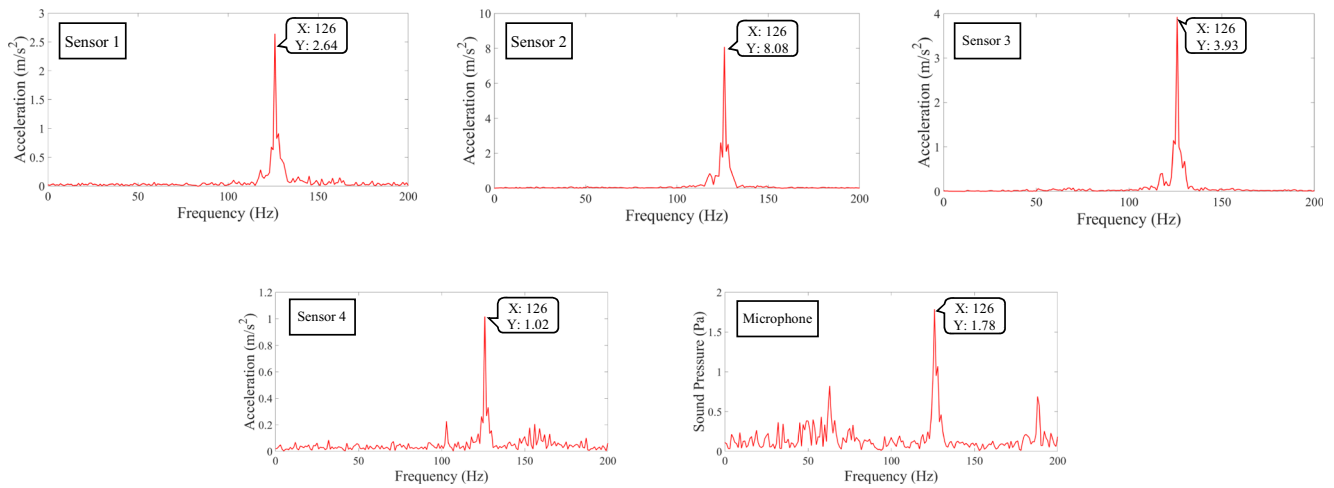 Sensor 1
X: 126
Y: 2.64
Acceleration (m/s²)
3
2.5
2
1.5
1
0.5
0
0 50 100 150 200
Frequency (Hz)
Sensor 2
X: 126
Y: 8.08
Acceleration (m/s²)
10
8
6
4
2
0
0 50 100 150 200
Frequency (Hz)
Sensor 3
X: 126
Y: 3.93
Acceleration (m/s²)
4
3
2
1
0
0 50 100 150 200
Frequency (Hz)
Sensor 4
X: 126
Y: 1.02
Acceleration (m/s²)
1.2
1
0.8
0.6
0.4
0.2
0
0 50 100 150 200
Frequency (Hz)
Microphone
X: 126
Y: 1.78
Sound Pressure (Pa)
2
1.5
1
0.5
0
0 50 100 150 200
Frequency (Hz)